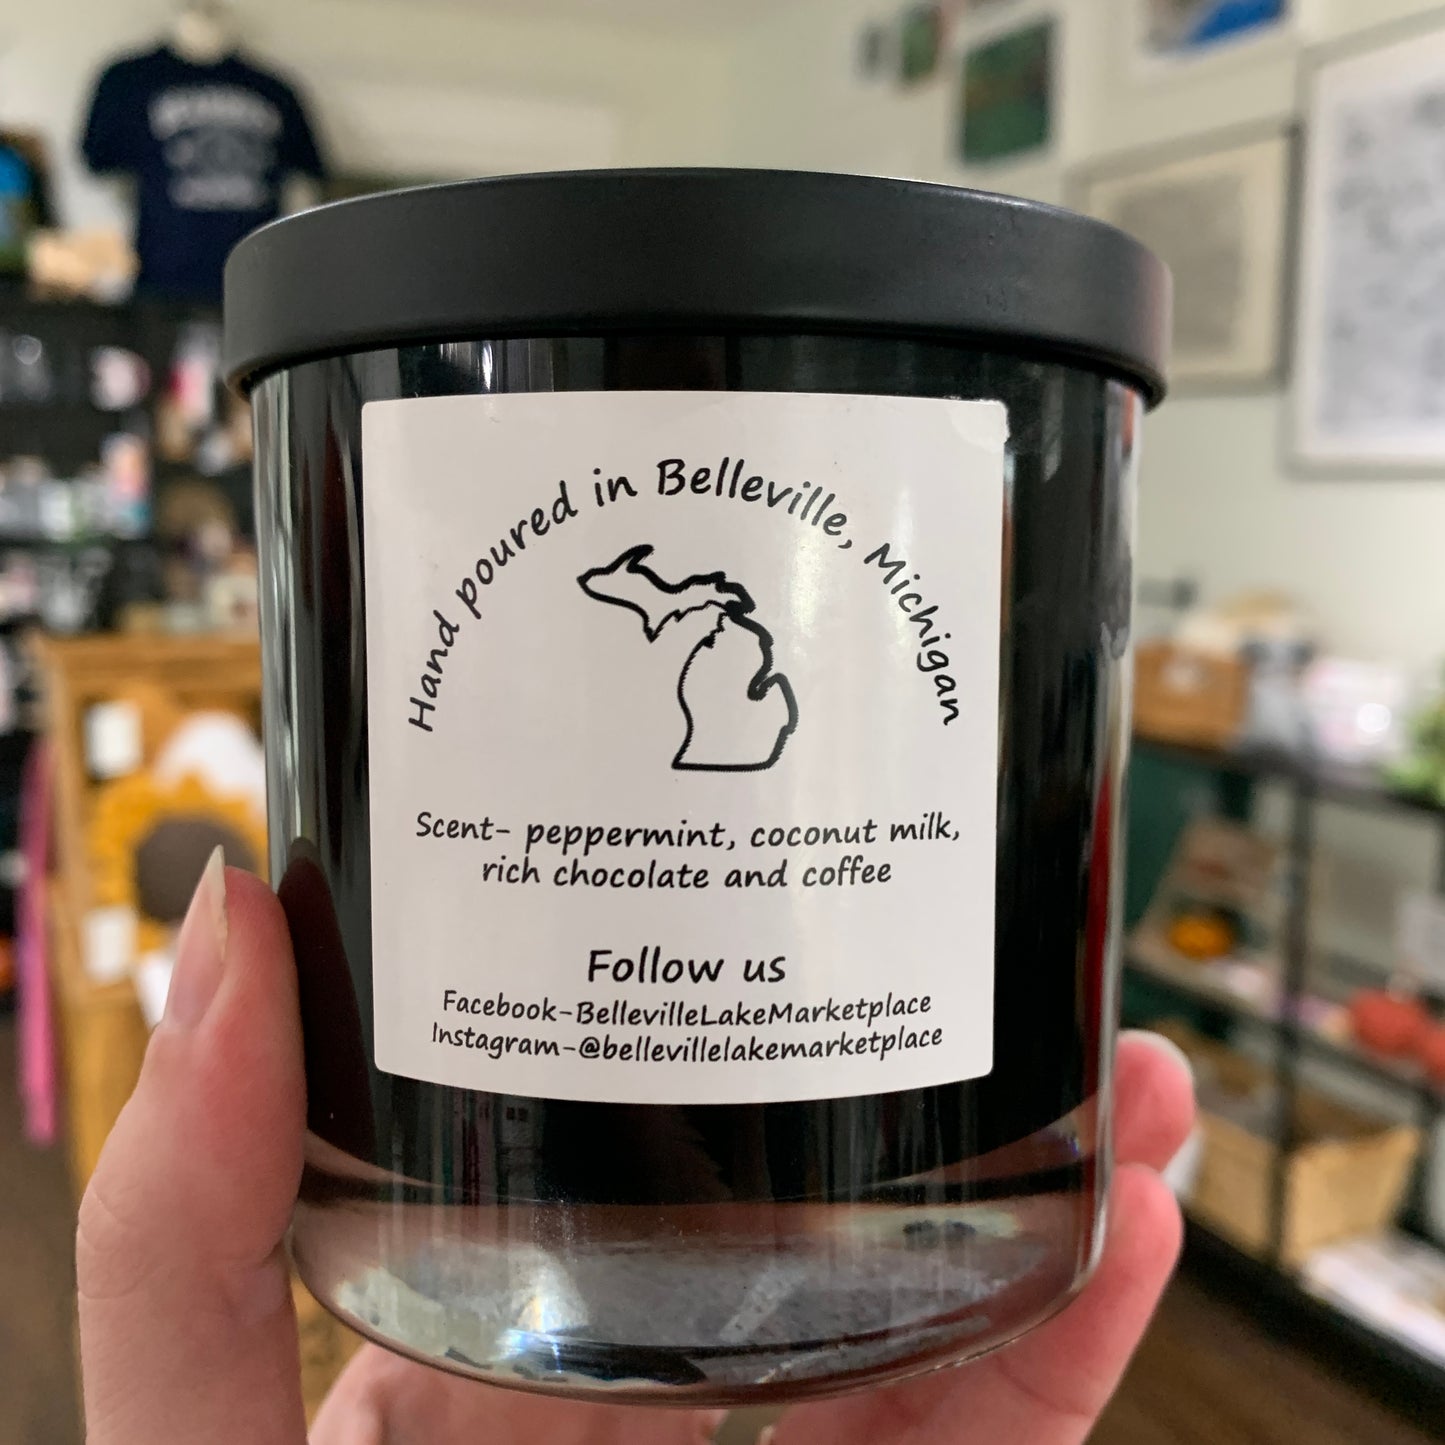 Hand poured in Belleville, Michigan
Scent- peppermint, coconut milk,
rich chocolate and coffee
Follow us
Facebook-BellevilleLakeMarketplace
Instagram-@bellevillelakemarketplace